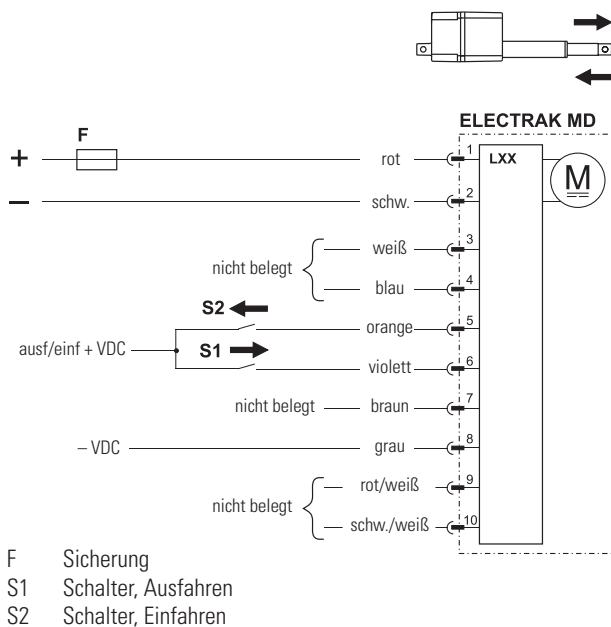 ELECTRAK MD
F
+
rot
1
LXX
M
−
schw.
2
weiß
3
nicht belegt
blau
4
S2
orange
5
ausf/einf + VDC
S1
violett
6
nicht belegt
braun
7
– VDC
grau
8
rot/weiß
9
nicht belegt
schw./weiß
10
F Sicherung
S1 Schalter, Ausfahren
S2 Schalter, Einfahren